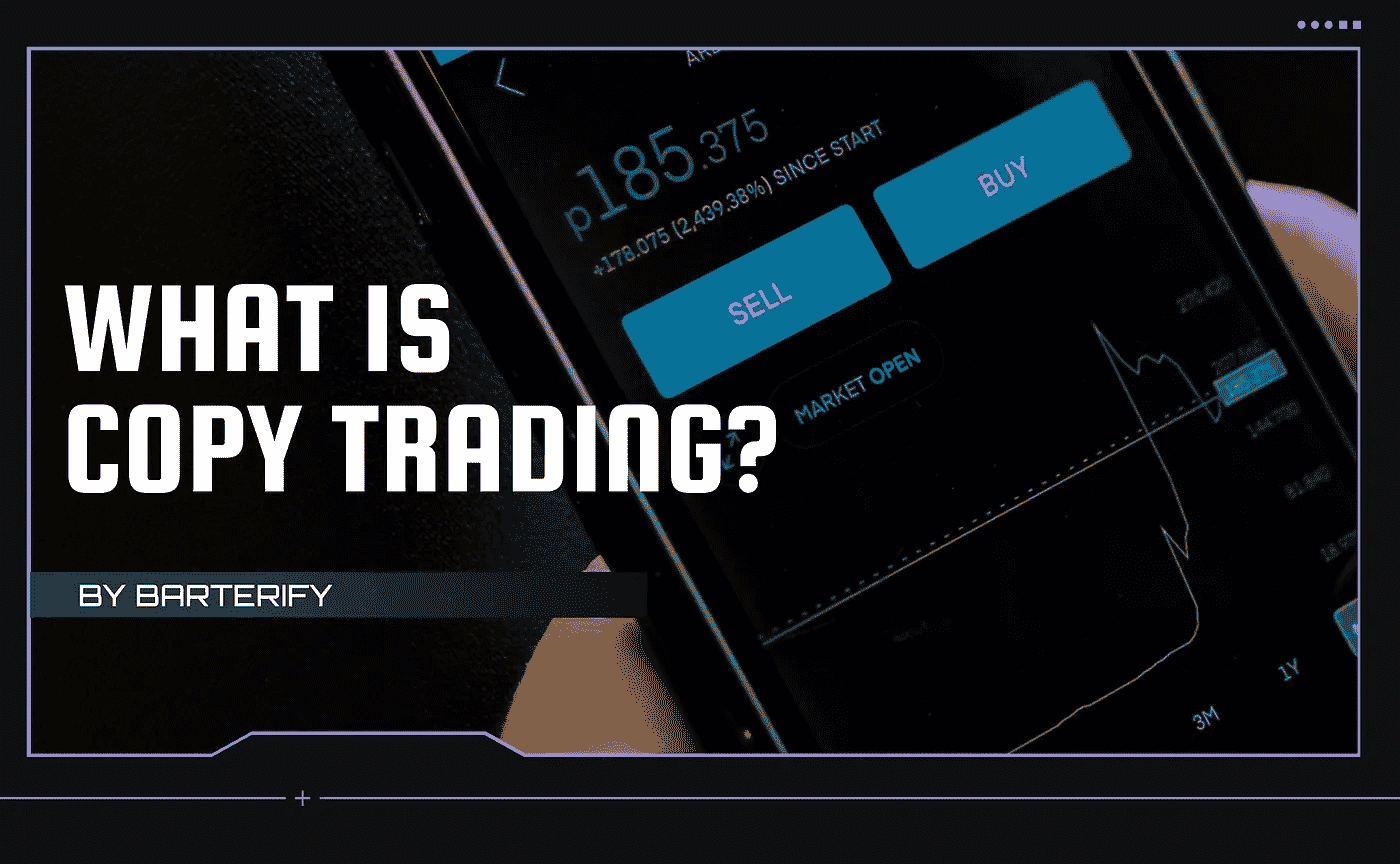 p185.375
+178.075 (2,439.38%) SINCE START
SELL
BUY
MARKET OPEN
WHAT IS
COPY TRADING?
BY BARTERIFY
3M
1Y